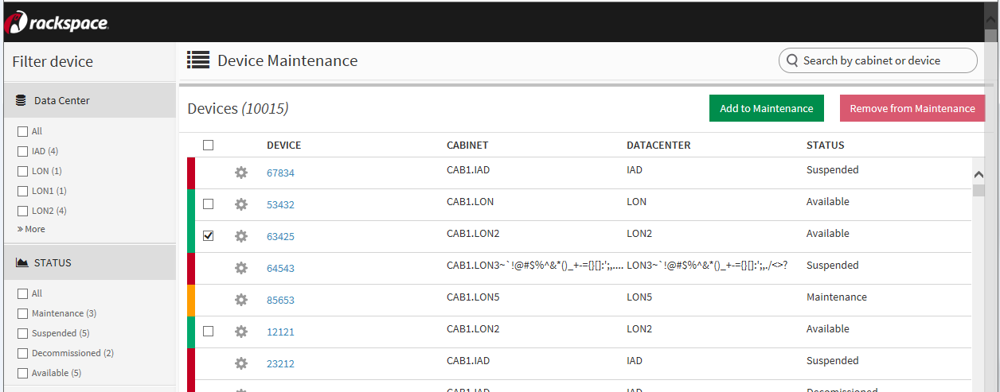 rackspace
Filter device
Device Maintenance
Search by cabinet or device
Data Center
All
IAD (4)
LON (1)
LON1 (1)
LON2 (4)
» More
STATUS
All
Maintenance (3)
Suspended (5)
Decommissioned (2)
Available (5)
Devices (10015)
Add to Maintenance
Remove from Maintenance
DEVICE CABINET DATACENTER STATUS
67834 CAB1.IAD IAD Suspended
53432 CAB1.LON LON Available
63425 CAB1.LON2 LON2 Available
64543 CAB1.LON3~`!@#$%^&*()_+-={}[]:';,.... LON3~`!@#$%^&*()_+-={}[]:';,./<>? Suspended
85653 CAB1.LON5 LON5 Maintenance
12121 CAB1.LON2 LON2 Available
23212 CAB1.IAD IAD Suspended
CAB1.IAD IAD Decommissioned